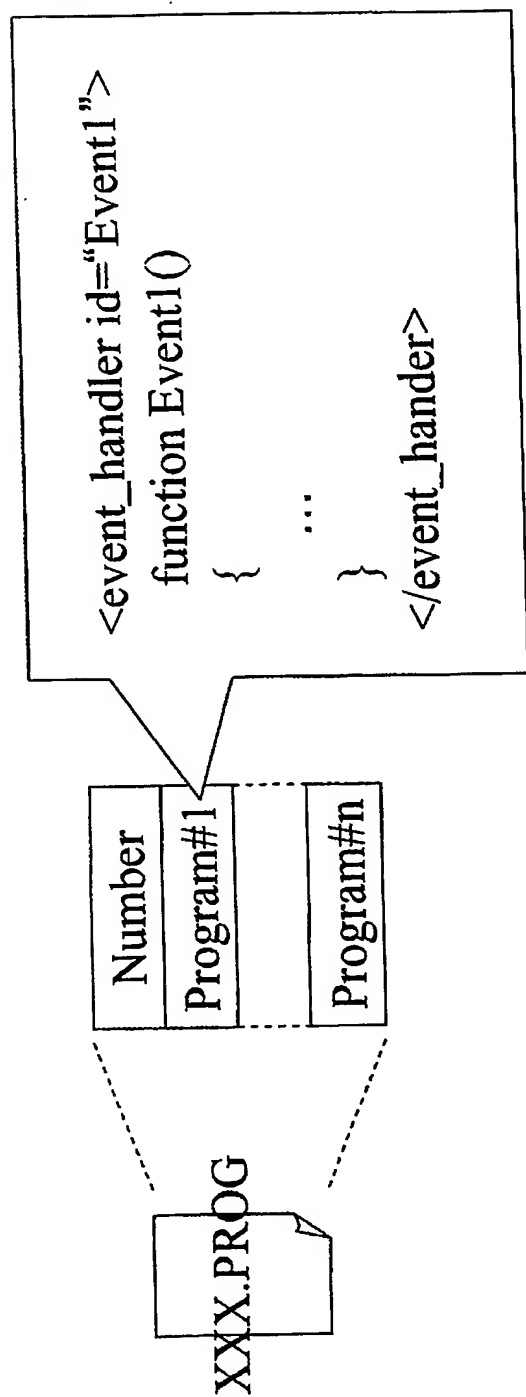 XXX.PROG
Number
Program#1
Program#n
<event_handler id=“Event1”>
function Event1()
{
...
}
</event_hander>